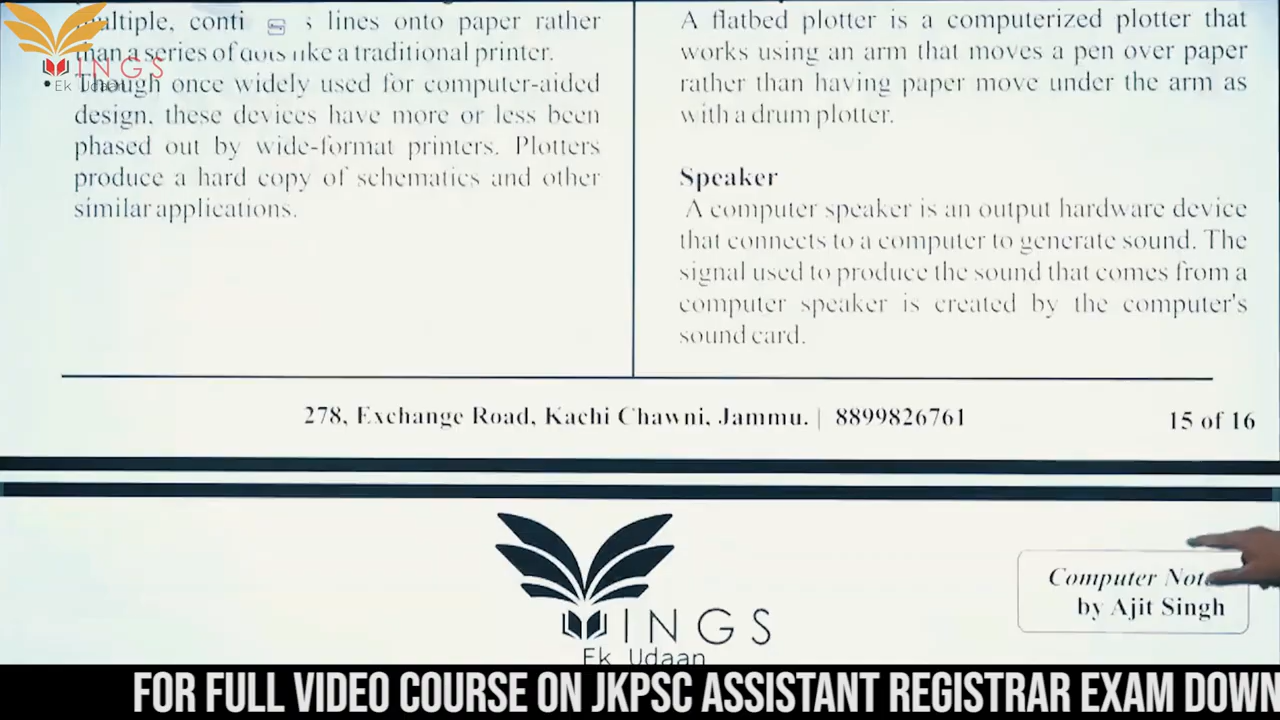 multiple, conti s lines onto paper rather
than a series of dots like a traditional printer.
• Though once widely used for computer-aided
design, these devices have more or less been
phased out by wide-format printers. Plotters
produce a hard copy of schematics and other
similar applications.
A flatbed plotter is a computerized plotter that
works using an arm that moves a pen over paper
rather than having paper move under the arm as
with a drum plotter.
Speaker
A computer speaker is an output hardware device
that connects to a computer to generate sound. The
signal used to produce the sound that comes from a
computer speaker is created by the computer's
sound card.
WINGS
Ek Udaan
278, Exchange Road, Kachi Chawni, Jammu. | 8899826761
15 of 16
WINGS
Ek Udaan
Computer Note
by Ajit Singh
FOR FULL VIDEO COURSE ON JKPSC ASSISTANT REGISTRAR EXAM DOWN